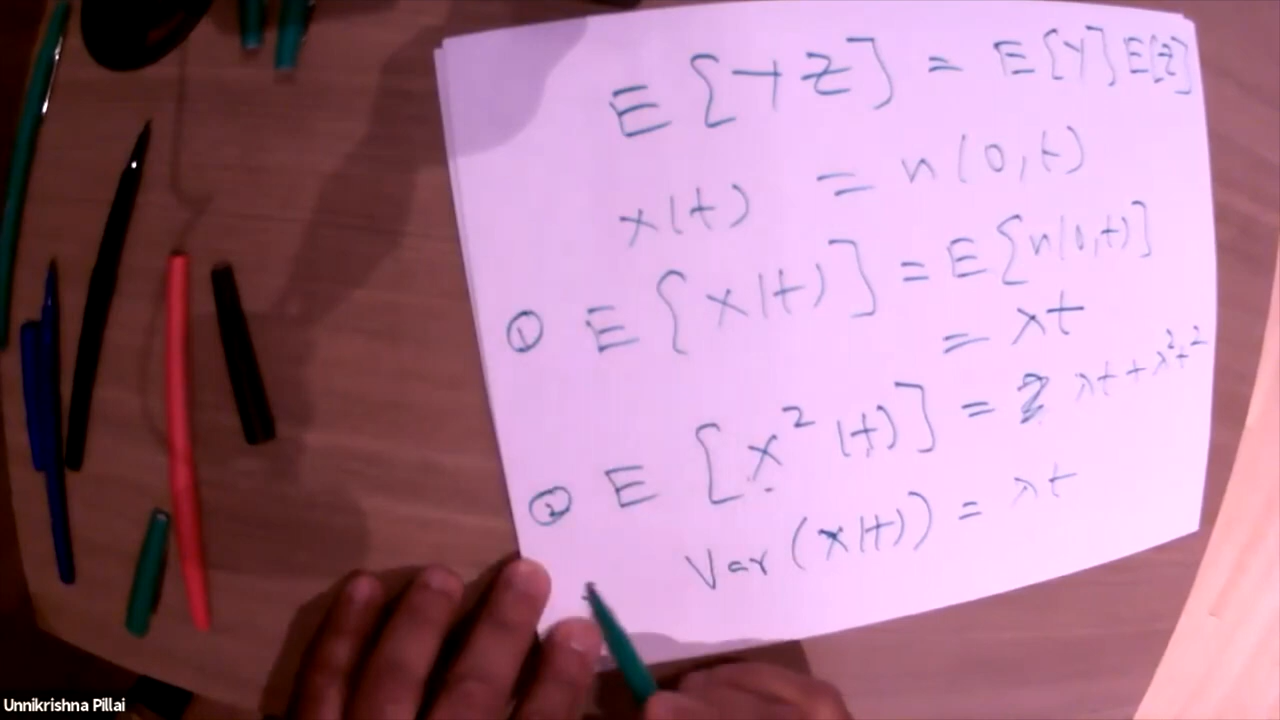 E[YZ] = E[Y]E[Z]
x(t) = n(0,t)
① E[X(t)] = E[n(0,t)]
= λt
② E[X²(t)] = λt + λ²t²
Var(X(t)) = λt
Unnikrishna Pillai